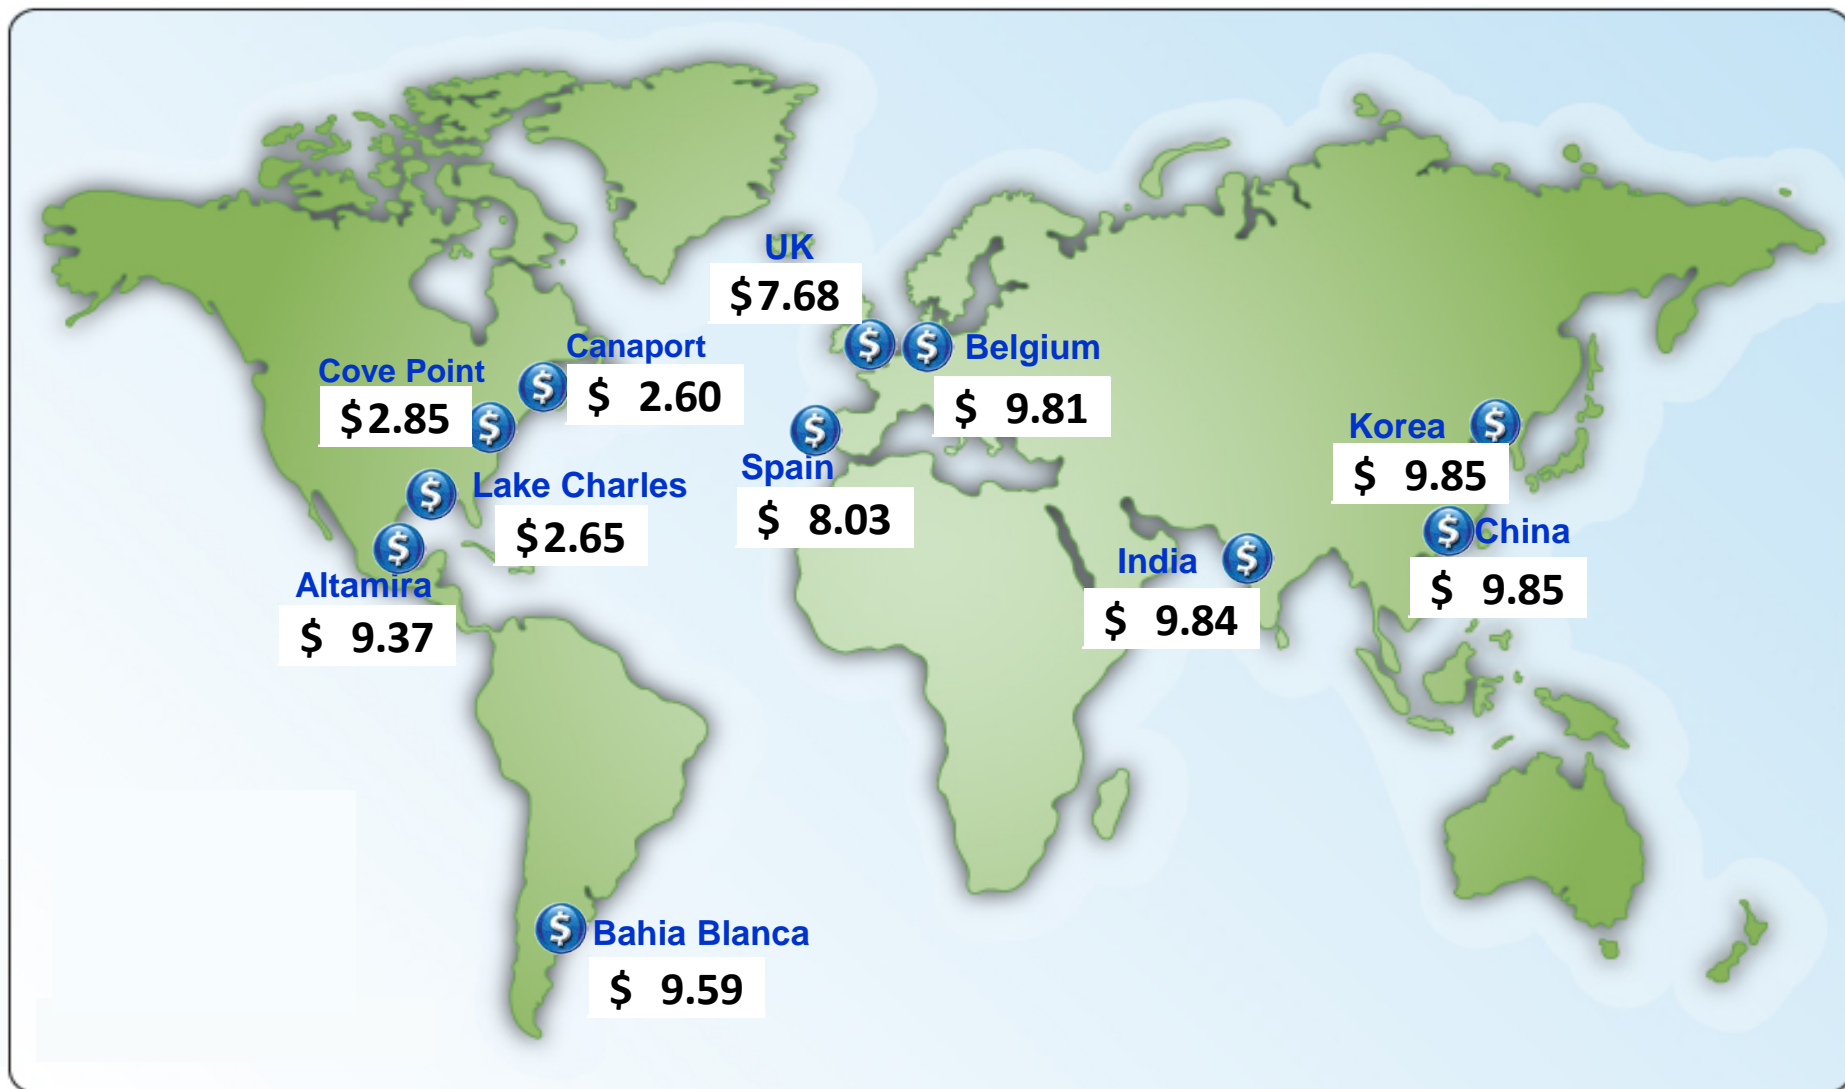 UK
$7.68
Canaport
$ 2.60
Cove Point
$2.85
Belgium
$ 9.81
Lake Charles
$2.65
Spain
$ 8.03
Korea
$ 9.85
China
$ 9.85
India
$ 9.84
Altamira
$ 9.37
Bahia Blanca
$ 9.59